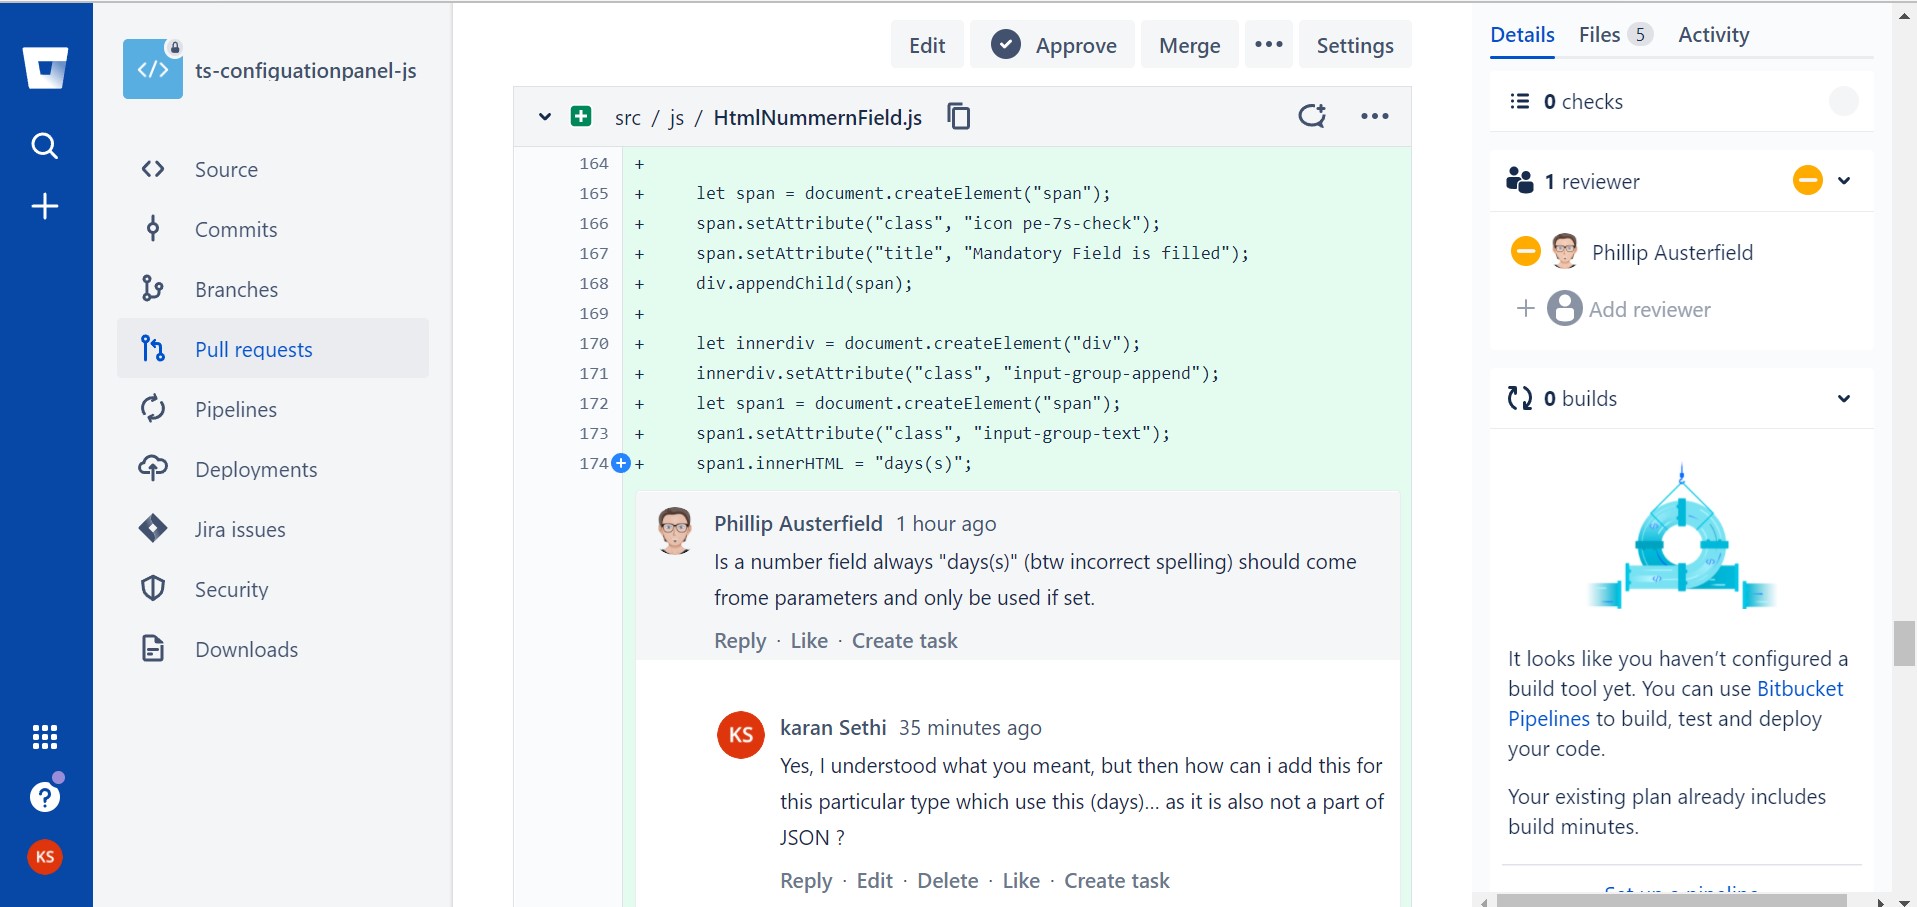 ts-configuationpanel-js
Source
Commits
Branches
Pull requests
Pipelines
Deployments
Jira issues
Security
Downloads
KS
Edit
Approve
Merge
Settings
src / js / HtmlNummernField.js
164 +
165 + let span = document.createElement("span");
166 + span.setAttribute("class", "icon pe-7s-check");
167 + span.setAttribute("title", "Mandatory Field is filled");
168 + div.appendChild(span);
169 +
170 + let innerdiv = document.createElement("div");
171 + innerdiv.setAttribute("class", "input-group-append");
172 + let span1 = document.createElement("span");
173 + span1.setAttribute("class", "input-group-text");
174 + span1.innerHTML = "days(s)";
Phillip Austerfield 1 hour ago
Is a number field always "days(s)" (btw incorrect spelling) should come
frome parameters and only be used if set.
Reply · Like · Create task
KS
karan Sethi 35 minutes ago
Yes, I understood what you meant, but then how can i add this for
this particular type which use this (days)... as it is also not a part of
JSON ?
Reply · Edit · Delete · Like · Create task
Details Files 5 Activity
0 checks
1 reviewer
Phillip Austerfield
Add reviewer
0 builds
It looks like you haven't configured a
build tool yet. You can use Bitbucket
Pipelines to build, test and deploy
your code.
Your existing plan already includes
build minutes.
Set up a pipeline